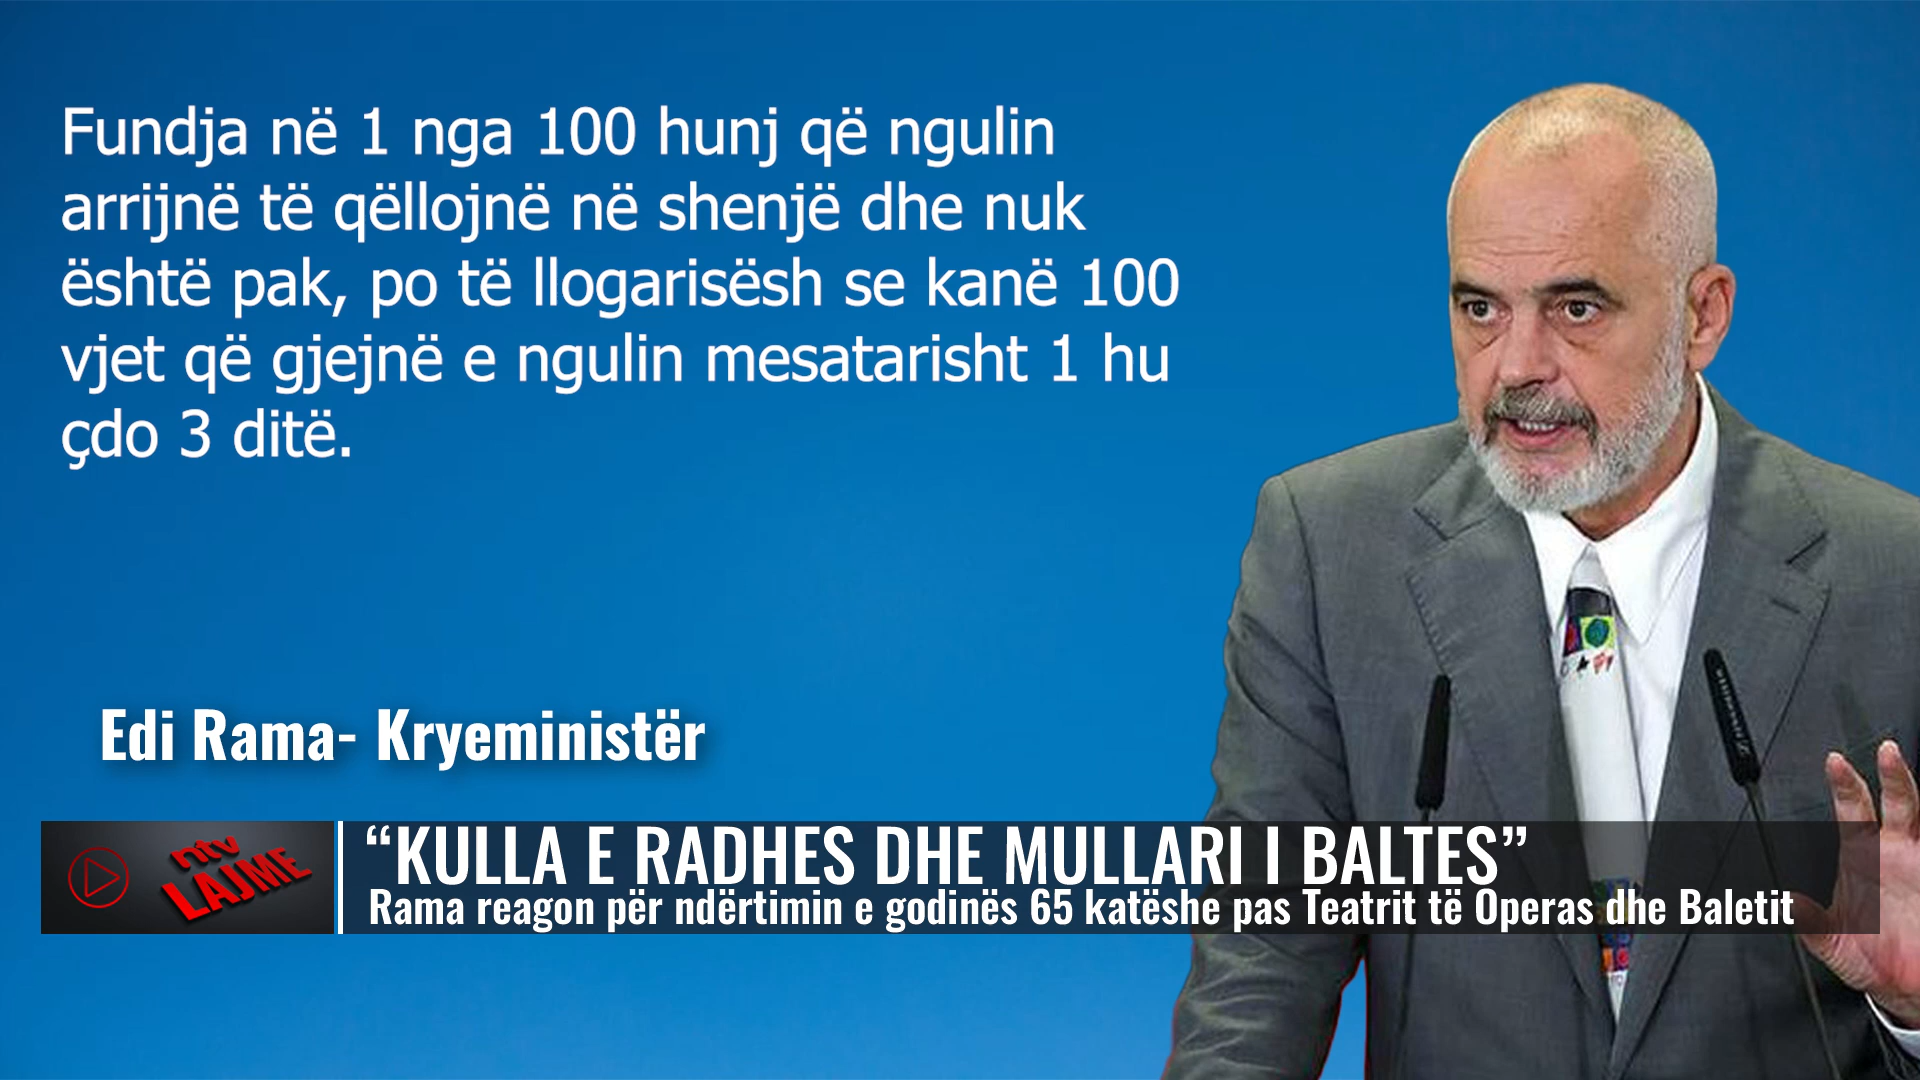 Fundja në 1 nga 100 hunj që ngulin
arrijnë të qëllojnë në shenjë dhe nuk
është pak, po të llogarisësh se kanë 100
vjet që gjejnë e ngulin mesatarisht 1 hu
çdo 3 ditë.
Edi Rama- Kryeministër
ntv
LAJME
“KULLA E RADHES DHE MULLARI I BALTES”
Rama reagon për ndërtimin e godinës 65 katëshe pas Teatrit të Operas dhe Baletit